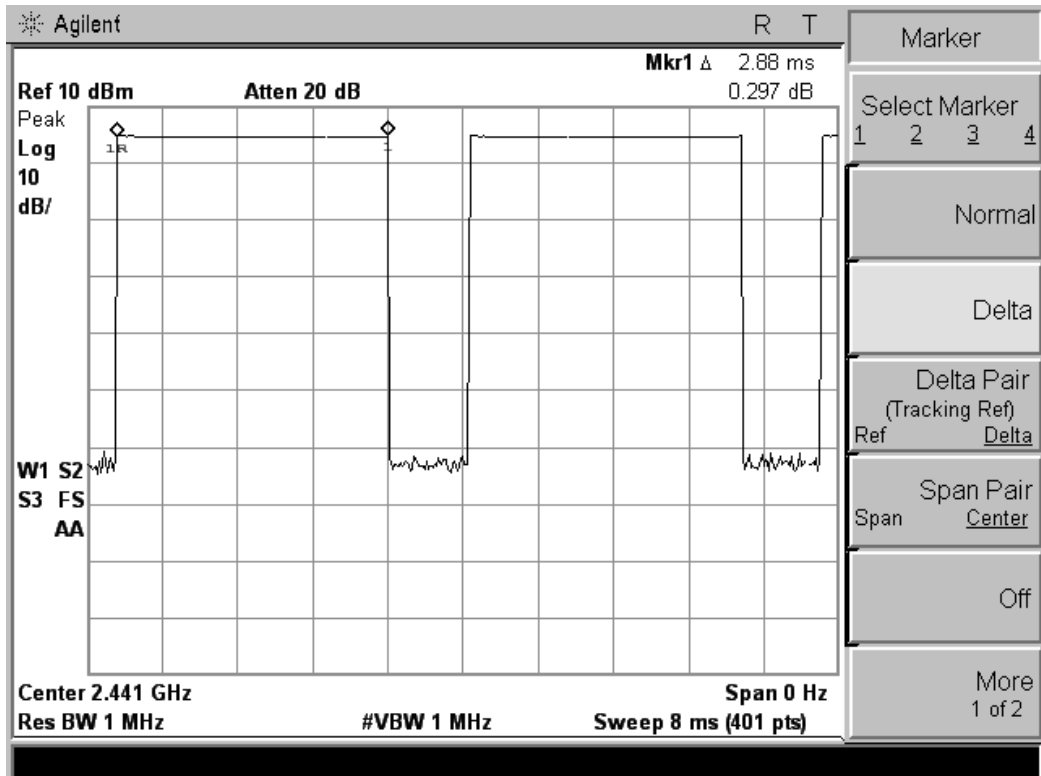 Agilent R T
Mkr1 Δ 2.88 ms
Ref 10 dBm Atten 20 dB 0.297 dB
Peak
Log
10
dB/
1R
1
W1 S2
S3 FS
AA
Center 2.441 GHz Span 0 Hz
Res BW 1 MHz #VBW 1 MHz Sweep 8 ms (401 pts)
Marker
Select Marker
1 2 3 4
Normal
Delta
Delta Pair
(Tracking Ref)
Ref Delta
Span Pair
Span Center
Off
More
1 of 2